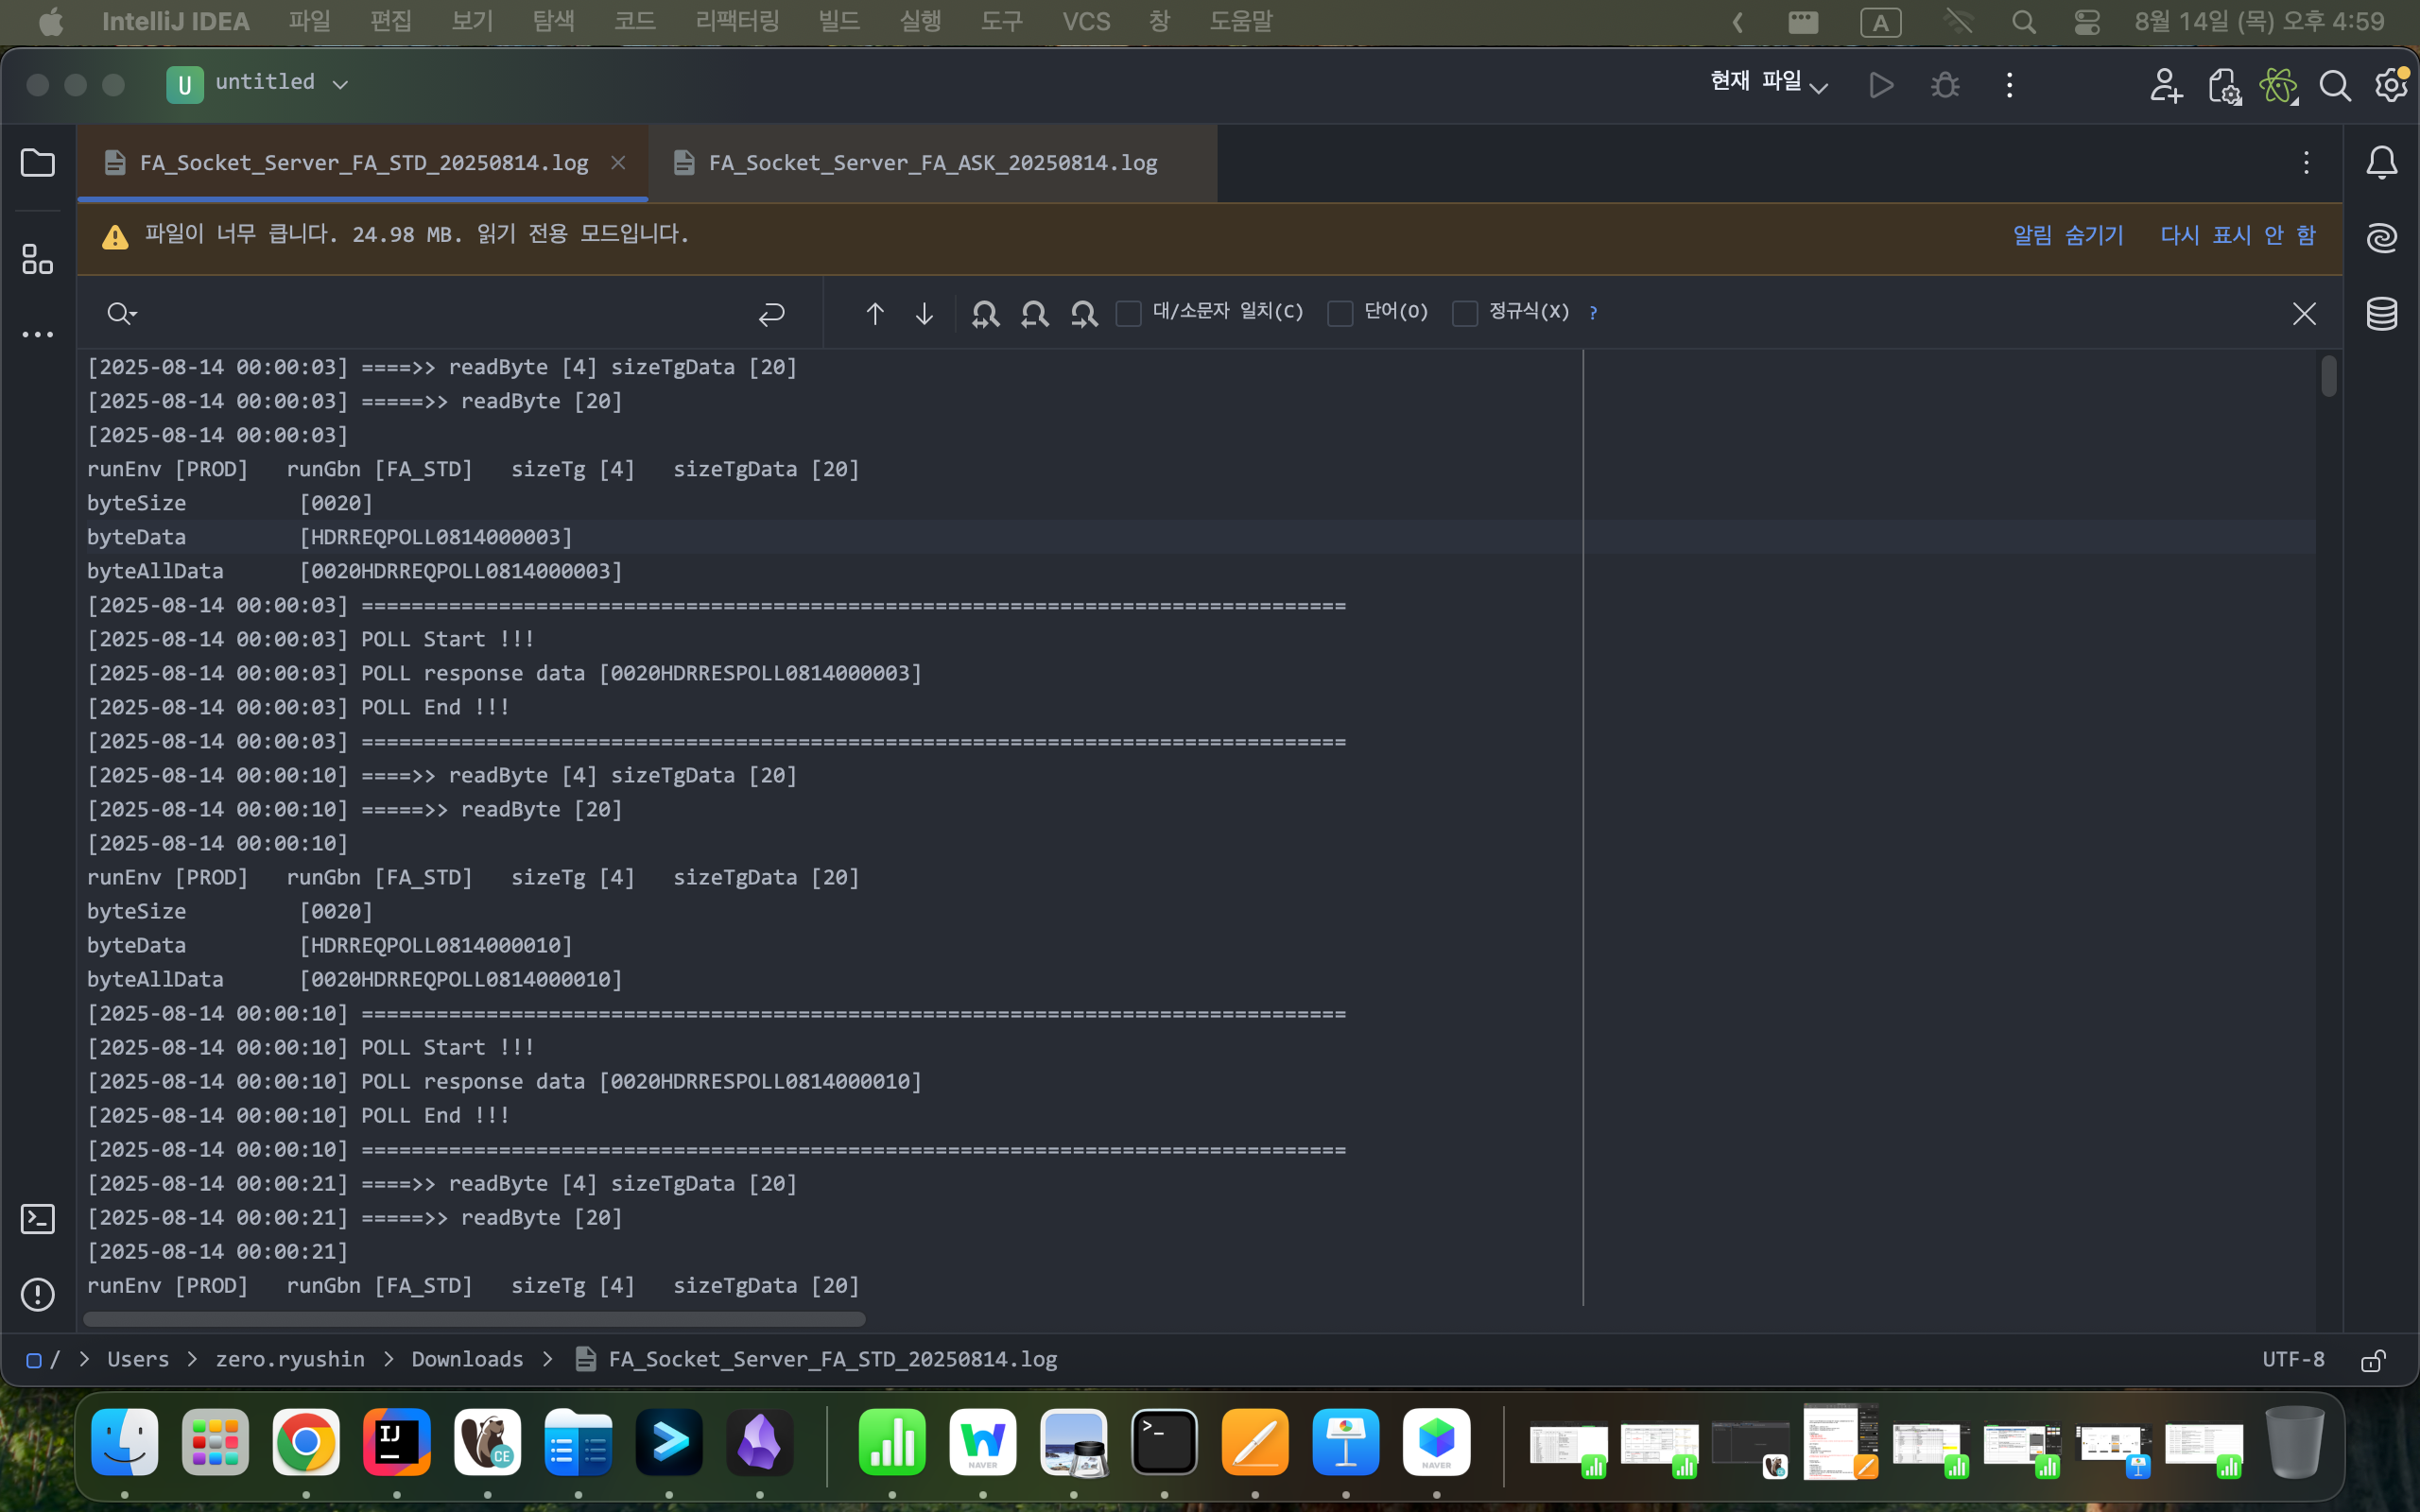 IntelliJ IDEA 파일 편집 보기 탐색 코드 리팩터링 빌드 실행 도구 VCS 창 도움말 A 8월 14일 (목) 오후 4:59
U untitled 현재 파일
FA_Socket_Server_FA_STD_20250814.log FA_Socket_Server_FA_ASK_20250814.log
파일이 너무 큽니다. 24.98 MB. 읽기 전용 모드입니다. 알림 숨기기 다시 표시 안 함
대/소문자 일치(C) 단어(O) 정규식(X) ?
[2025-08-14 00:00:03] ====>> readByte [4] sizeTgData [20]
[2025-08-14 00:00:03] =====>> readByte [20]
[2025-08-14 00:00:03]
runEnv [PROD] runGbn [FA_STD] sizeTg [4] sizeTgData [20]
byteSize [0020]
byteData [HDRREQPOLL0814000003]
byteAllData [0020HDRREQPOLL0814000003]
[2025-08-14 00:00:03] ===============================================================================
[2025-08-14 00:00:03] POLL Start !!!
[2025-08-14 00:00:03] POLL response data [0020HDRRESPOLL0814000003]
[2025-08-14 00:00:03] POLL End !!!
[2025-08-14 00:00:03] ===============================================================================
[2025-08-14 00:00:10] ====>> readByte [4] sizeTgData [20]
[2025-08-14 00:00:10] =====>> readByte [20]
[2025-08-14 00:00:10]
runEnv [PROD] runGbn [FA_STD] sizeTg [4] sizeTgData [20]
byteSize [0020]
byteData [HDRREQPOLL0814000010]
byteAllData [0020HDRREQPOLL0814000010]
[2025-08-14 00:00:10] ===============================================================================
[2025-08-14 00:00:10] POLL Start !!!
[2025-08-14 00:00:10] POLL response data [0020HDRRESPOLL0814000010]
[2025-08-14 00:00:10] POLL End !!!
[2025-08-14 00:00:10] ===============================================================================
[2025-08-14 00:00:21] ====>> readByte [4] sizeTgData [20]
[2025-08-14 00:00:21] =====>> readByte [20]
[2025-08-14 00:00:21]
runEnv [PROD] runGbn [FA_STD] sizeTg [4] sizeTgData [20]
/ > Users > zero.ryushin > Downloads > FA_Socket_Server_FA_STD_20250814.log UTF-8
IJ CE NAVER NAVER